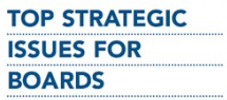 TOP STRATEGIC
ISSUES FOR
BOARDS